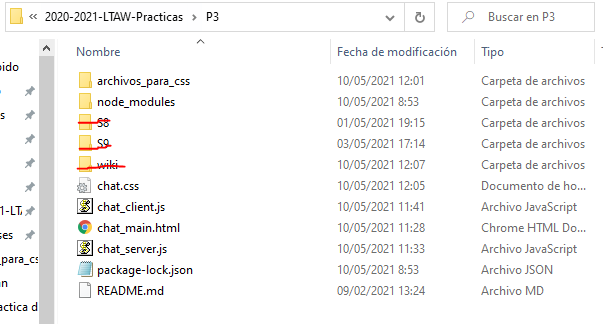 « 2020-2021-LTAW-Practicas > P3
Buscar en P3
Nombre Fecha de modificación Tipo
archivos_para_css 10/05/2021 12:01 Carpeta de archivos
pido node_modules 10/05/2021 8:53 Carpeta de archivos
S8 01/05/2021 19:15 Carpeta de archivos
s S9 03/05/2021 17:14 Carpeta de archivos
wiki 10/05/2021 12:07 Carpeta de archivos
chat.css 10/05/2021 12:05 Documento de ho...
1-LTA chat_client.js 10/05/2021 11:41 Archivo JavaScript
ses chat_main.html 10/05/2021 11:28 Chrome HTML Do...
_para_cs chat_server.js 10/05/2021 11:33 Archivo JavaScript
an package-lock.json 10/05/2021 8:53 Archivo JSON
actica d README.md 09/02/2021 13:24 Archivo MD